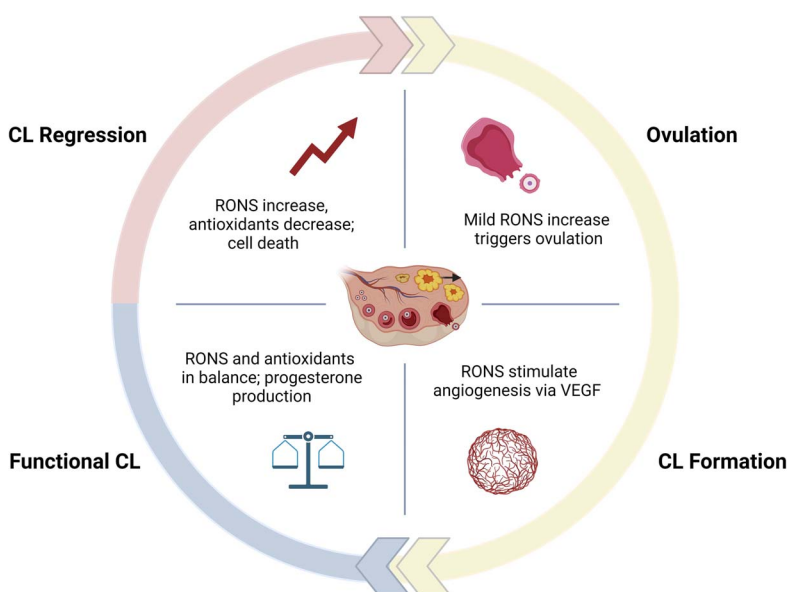 CL Regression
Ovulation
RONS increase,
antioxidants decrease;
cell death
Mild RONS increase
triggers ovulation
RONS and antioxidants
in balance; progesterone
production
RONS stimulate
angiogenesis via VEGF
Functional CL
CL Formation